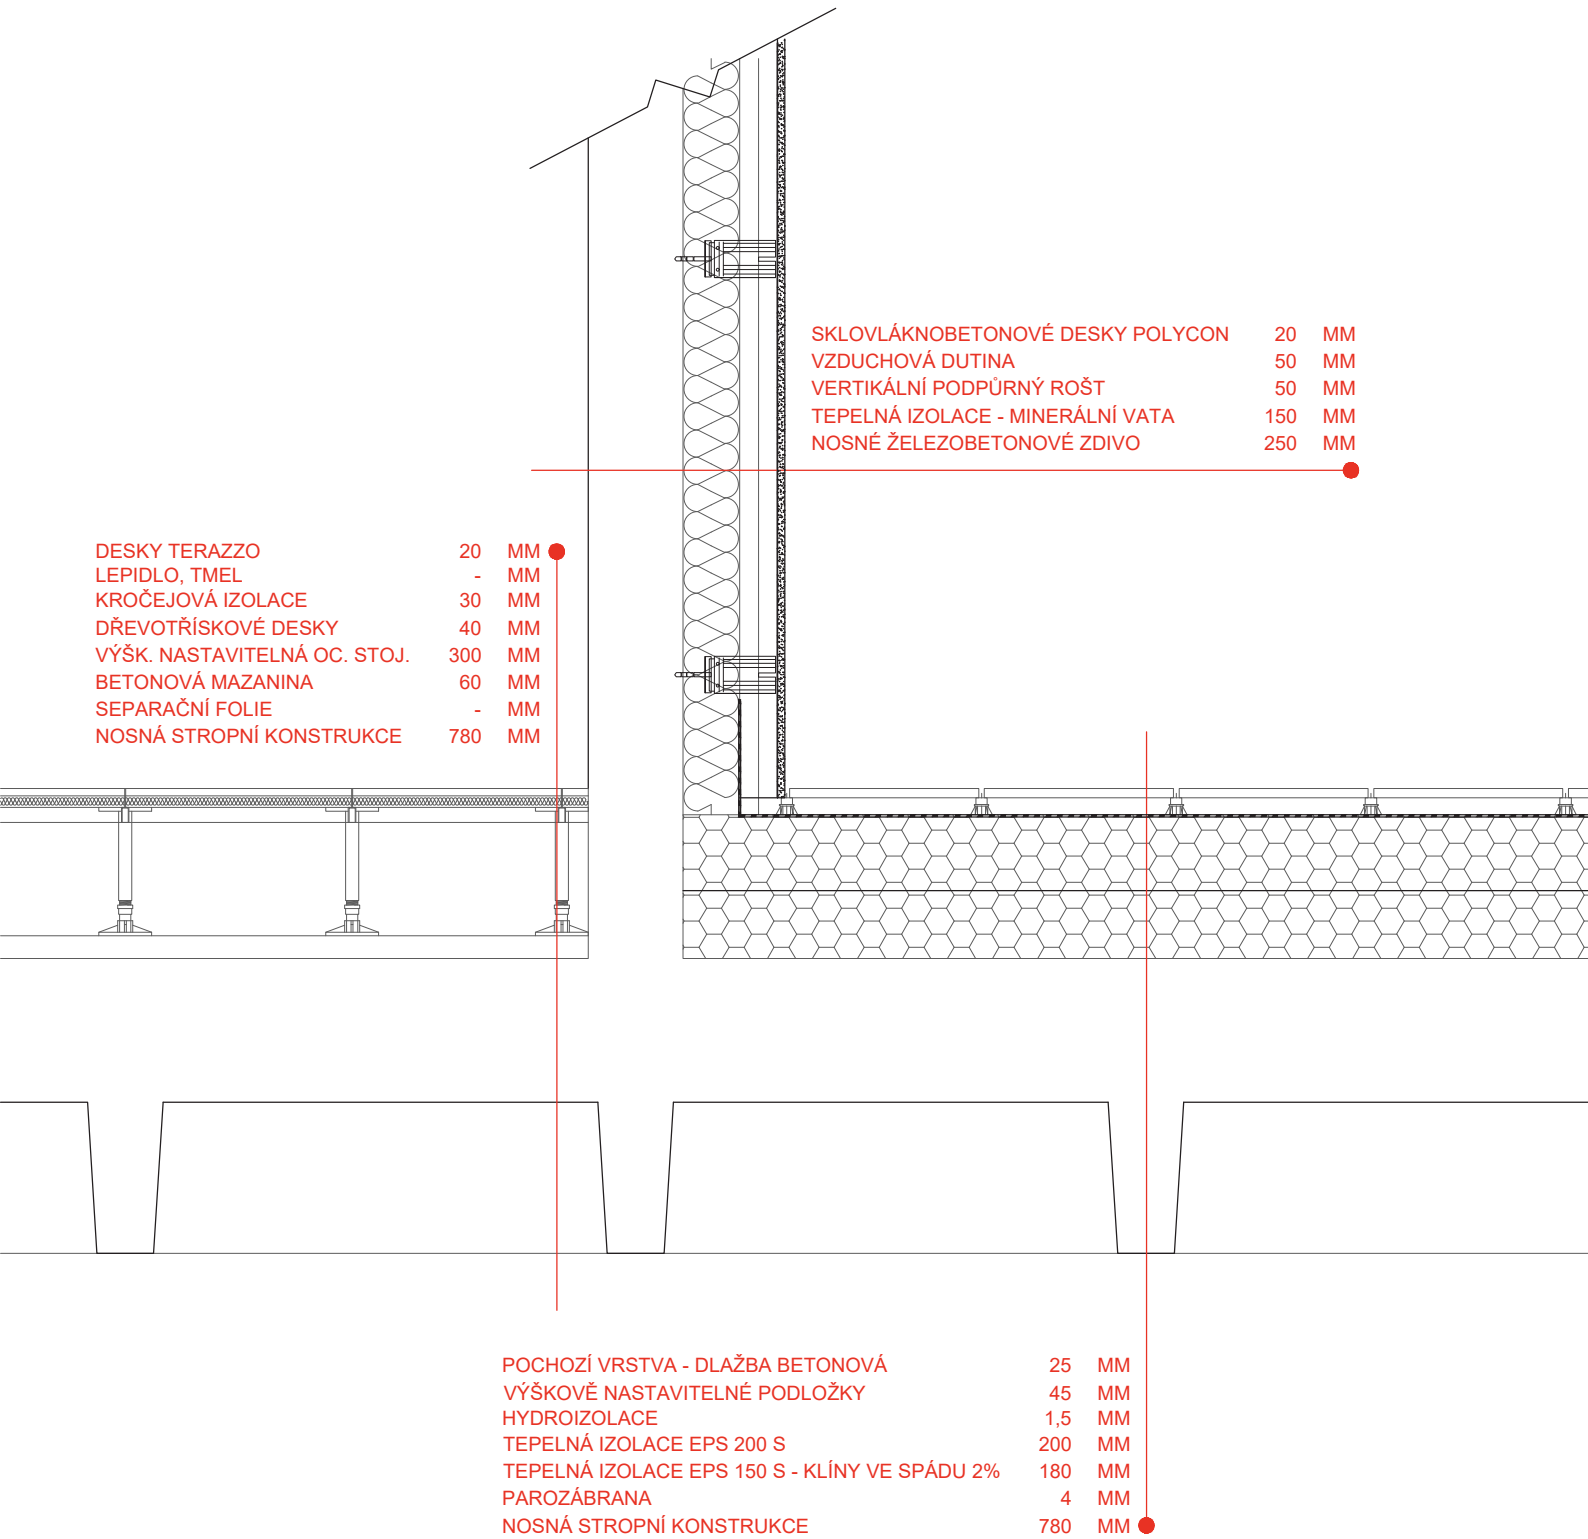 SKLOVLÁKNOBETONOVÉ DESKY POLYCON 20 MM
VZDUCHOVÁ DUTINA 50 MM
VERTIKÁLNÍ PODPŮRNÝ ROŠT 50 MM
TEPELNÁ IZOLACE - MINERÁLNÍ VATA 150 MM
NOSNÉ ŽELEZOBETONOVÉ ZDIVO 250 MM
DESKY TERAZZO 20 MM
LEPIDLO, TMEL - MM
KROČEJOVÁ IZOLACE 30 MM
DŘEVOTŘÍSKOVÉ DESKY 40 MM
VÝŠK. NASTAVITELNÁ OC. STOJ. 300 MM
BETONOVÁ MAZANINA 60 MM
SEPARAČNÍ FOLIE - MM
NOSNÁ STROPNÍ KONSTRUKCE 780 MM
POCHOZÍ VRSTVA - DLAŽBA BETONOVÁ 25 MM
VÝŠKOVĚ NASTAVITELNÉ PODLOŽKY 45 MM
HYDROIZOLACE 1,5 MM
TEPELNÁ IZOLACE EPS 200 S 200 MM
TEPELNÁ IZOLACE EPS 150 S - KLÍNY VE SPÁDU 2% 180 MM
PAROZÁBRANA 4 MM
NOSNÁ STROPNÍ KONSTRUKCE 780 MM